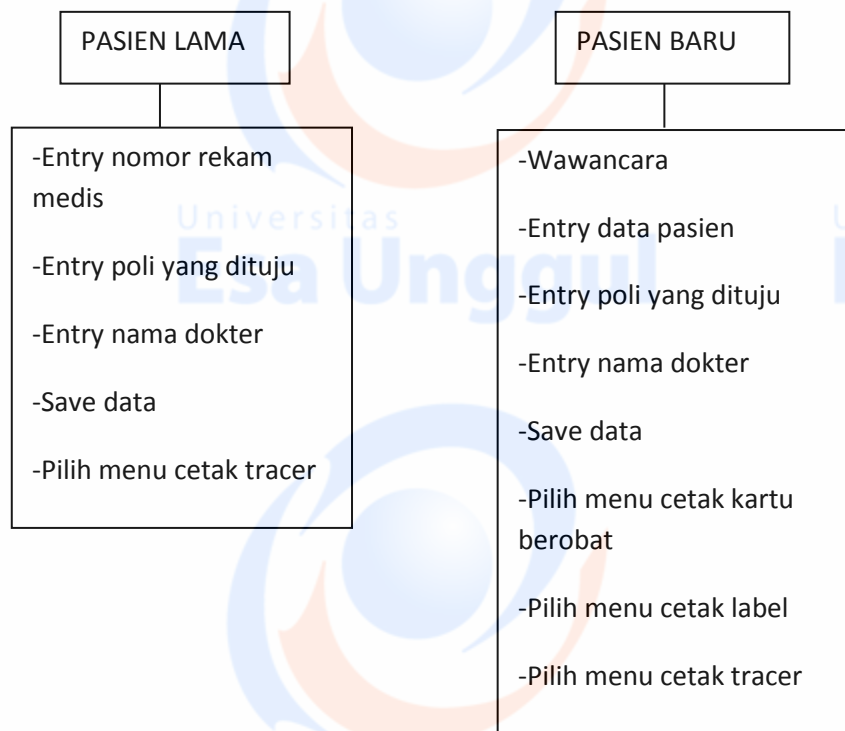 PASIEN LAMA
PASIEN BARU
-Entry nomor rekam
medis
-Entry poli yang dituju
-Entry nama dokter
-Save data
-Pilih menu cetak tracer
-Wawancara
-Entry data pasien
-Entry poli yang dituju
-Entry nama dokter
-Save data
-Pilih menu cetak kartu
berobat
-Pilih menu cetak label
-Pilih menu cetak tracer
Universitas
Esa Unggul